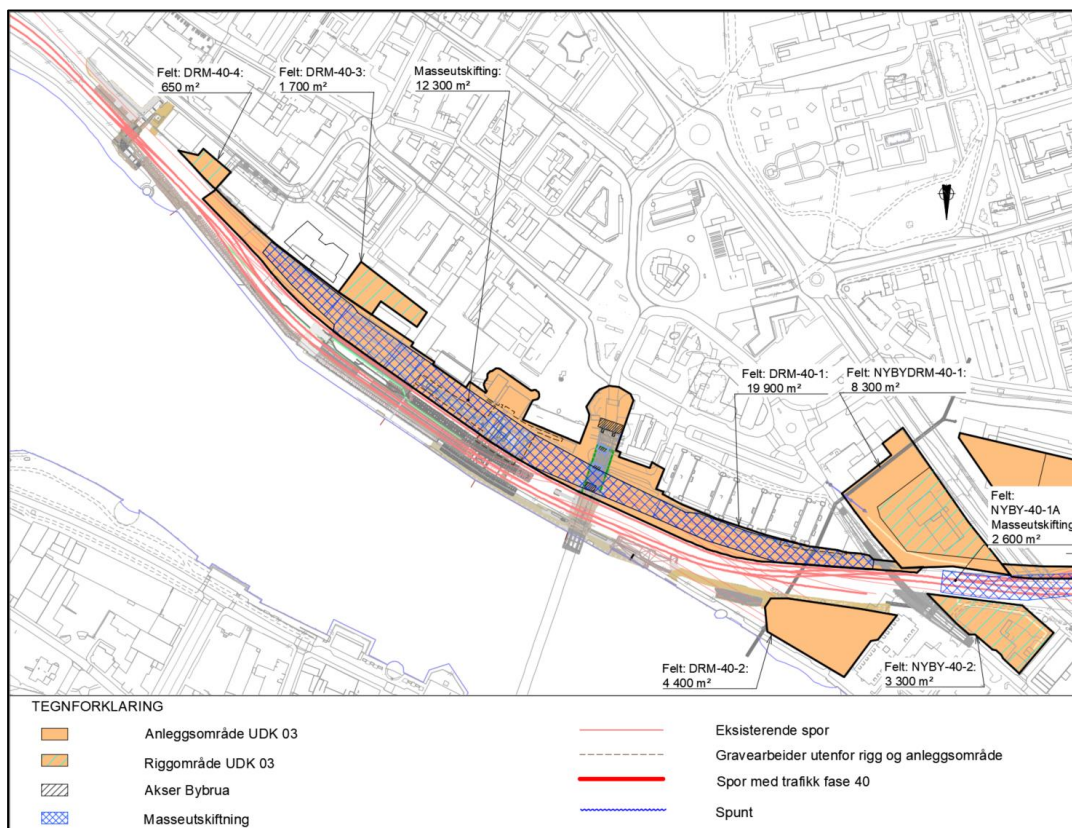 Felt: DRM-40-4:
650 m²
Felt: DRM-40-3:
1 700 m²
Masseutskifting:
12 300 m²
Felt: DRM-40-1:
19 900 m²
Felt: NYBYDRM-40-1:
8 300 m²
Felt:
NYBY-40-1A
Masseutskifting
2 600 m²
Felt: DRM-40-2:
4 400 m²
Felt: NYBY-40-2:
3 300 m²
TEGNFORKLARING
Anleggsområde UDK 03
Riggområde UDK 03
Akser Bybrua
Masseutskiftning
Eksisterende spor
Gravearbeider utenfor rigg og anleggsområde
Spor med trafikk fase 40
Spunt